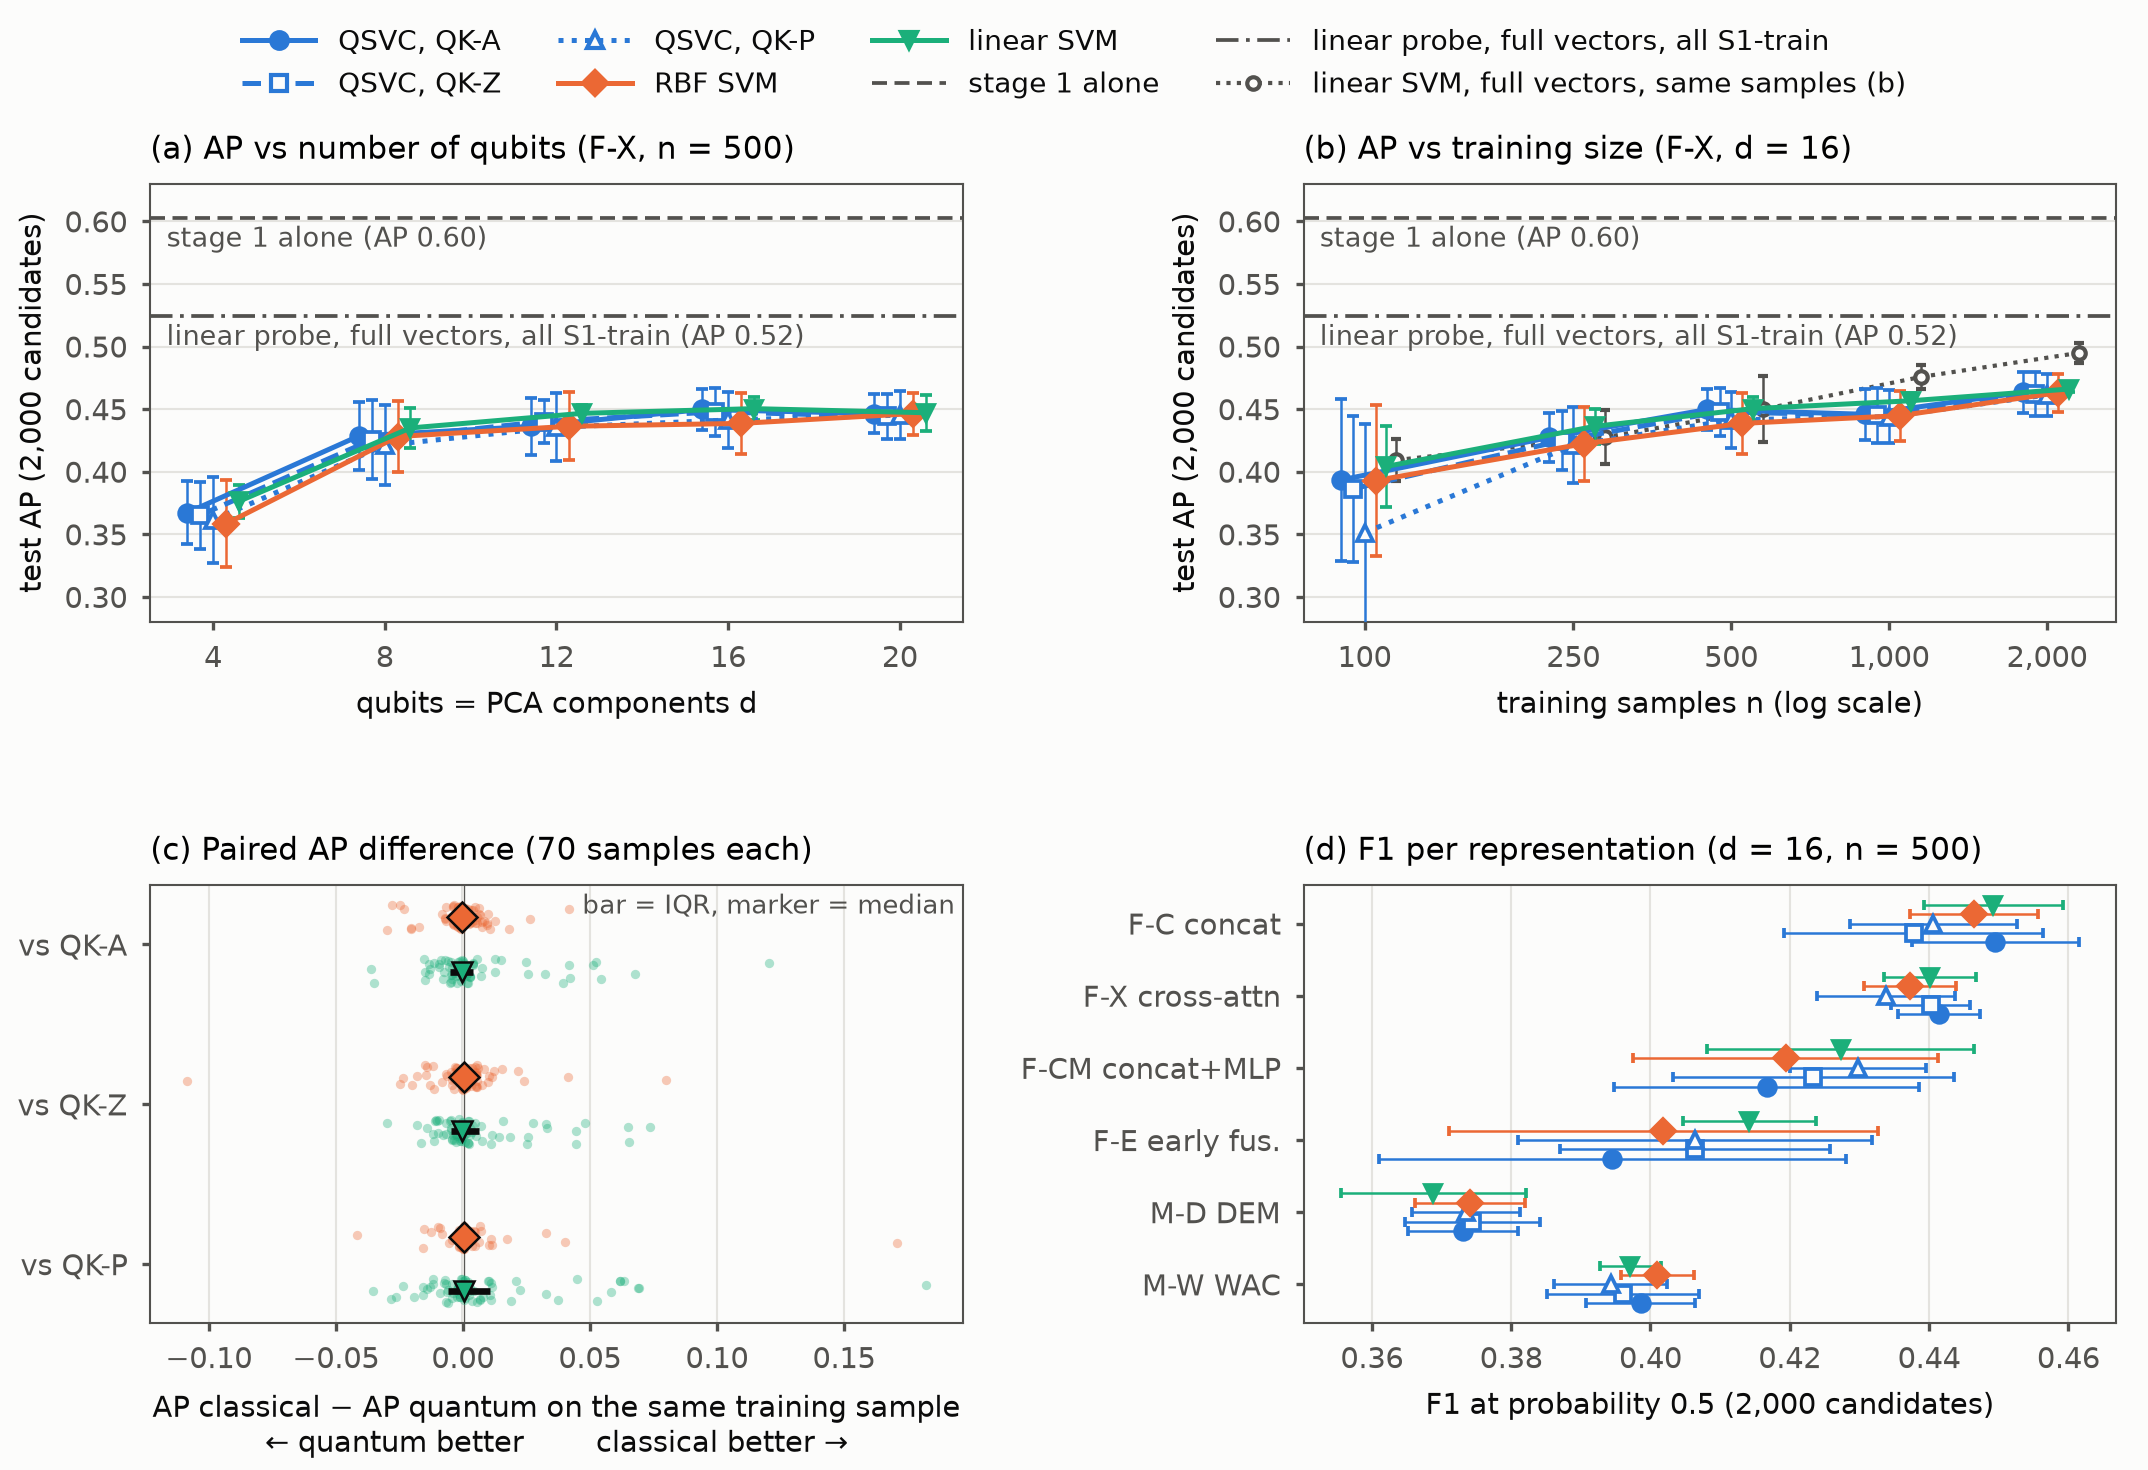 QSVC, QK-A
QSVC, QK-P
linear SVM
linear probe, full vectors, all S1-train
QSVC, QK-Z
RBF SVM
stage 1 alone
linear SVM, full vectors, same samples (b)
(a) AP vs number of qubits (F-X, n = 500)
test AP (2,000 candidates)
0.60
0.55
0.50
0.45
0.40
0.35
0.30
stage 1 alone (AP 0.60)
linear probe, full vectors, all S1-train (AP 0.52)
4
8
12
16
20
qubits = PCA components d
(b) AP vs training size (F-X, d = 16)
test AP (2,000 candidates)
0.60
0.55
0.50
0.45
0.40
0.35
0.30
stage 1 alone (AP 0.60)
linear probe, full vectors, all S1-train (AP 0.52)
100
250
500
1,000
2,000
training samples n (log scale)
(c) Paired AP difference (70 samples each)
bar = IQR, marker = median
vs QK-A
vs QK-Z
vs QK-P
−0.10
−0.05
0.00
0.05
0.10
0.15
AP classical − AP quantum on the same training sample
← quantum better classical better →
(d) F1 per representation (d = 16, n = 500)
F-C concat
F-X cross-attn
F-CM concat+MLP
F-E early fus.
M-D DEM
M-W WAC
0.36
0.38
0.40
0.42
0.44
0.46
F1 at probability 0.5 (2,000 candidates)